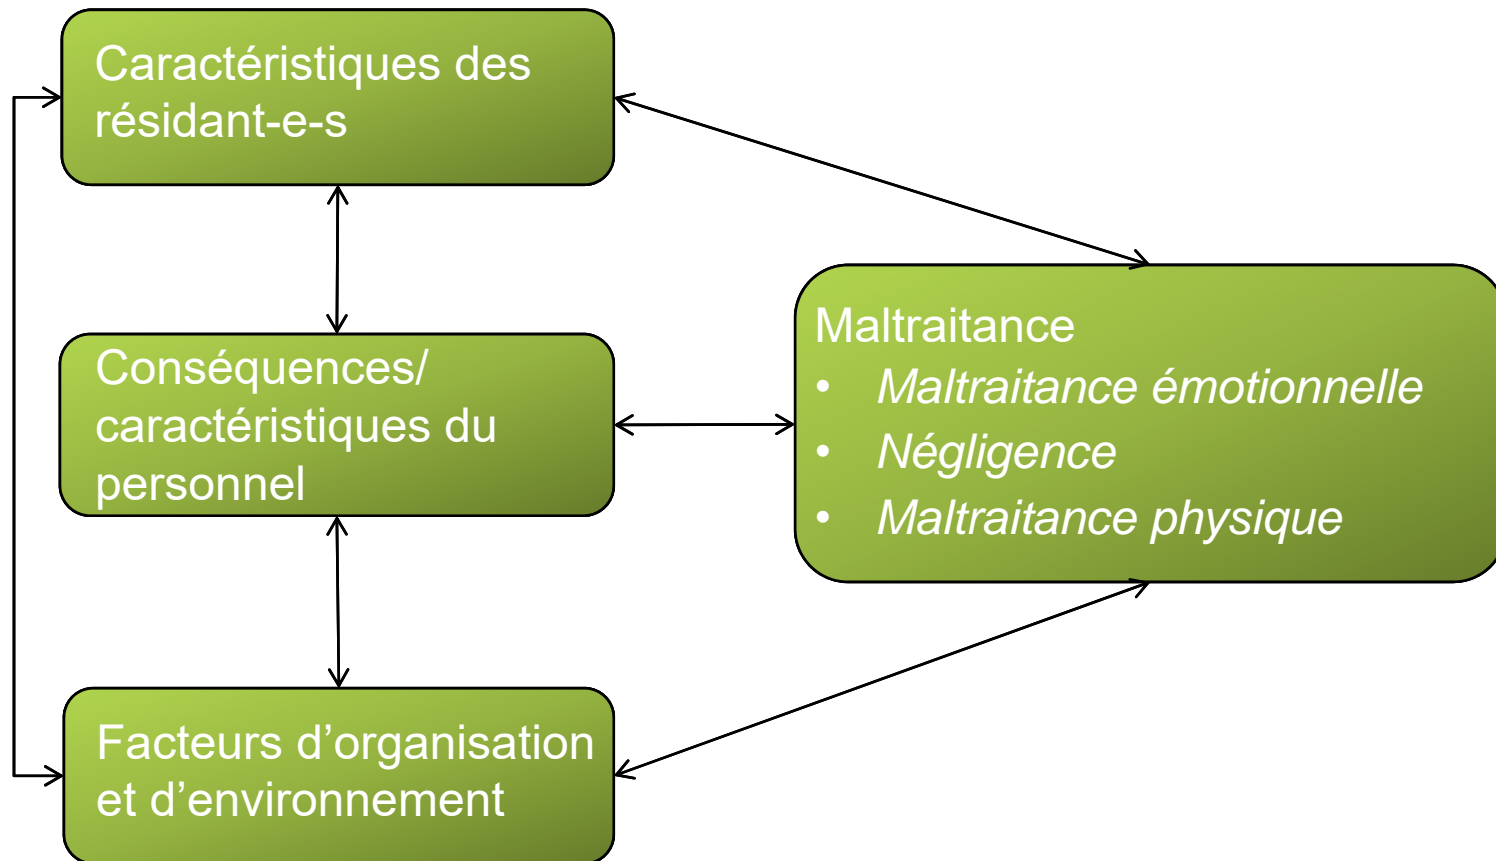 Caractéristiques des
résidant-e-s
Conséquences/
caractéristiques du
personnel
Maltraitance
• Maltraitance émotionnelle
• Négligence
• Maltraitance physique
Facteurs d’organisation
et d’environnement